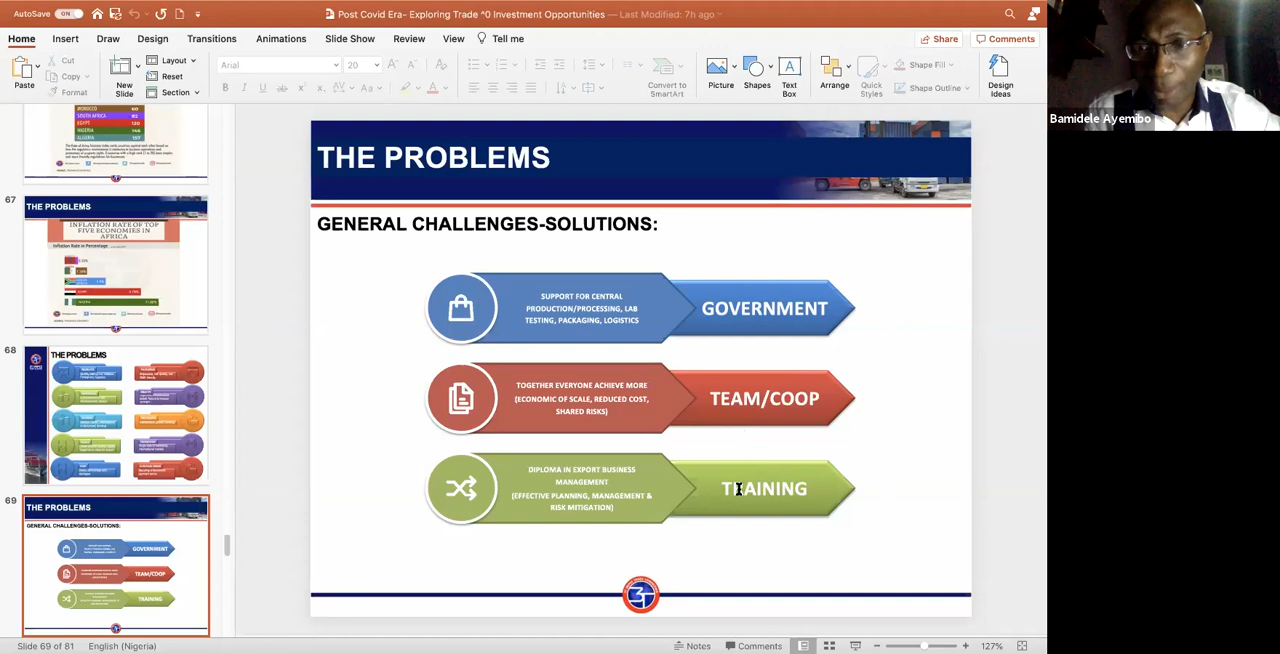 AutoSave ON
Post Covid Era- Exploring Trade ^0 Investment Opportunities — Last Modified: 7h ago
Home Insert Draw Design Transitions Animations Slide Show Review View Tell me
Share Comments
Paste
Cut
Copy
Format
New Slide
Layout
Reset
Section
Arial 20
Convert to SmartArt
Picture Shapes Text Box
Arrange Quick Styles
Shape Fill
Shape Outline
Design Ideas
Bamidele Ayemibo
MOROCCO 60
SOUTH AFRICA 82
EGYPT 120
NIGERIA 146
ALGERIA 157
67
THE PROBLEMS
INFLATION RATE OF TOP
FIVE ECONOMIES IN
AFRICA
Inflation Rate in Percentage
68
THE PROBLEMS
69
THE PROBLEMS
GENERAL CHALLENGES-SOLUTIONS:
GOVERNMENT
TEAM/COOP
TRAINING
THE PROBLEMS
GENERAL CHALLENGES-SOLUTIONS:
SUPPORT FOR CENTRAL
PRODUCTION/PROCESSING, LAB
TESTING, PACKAGING, LOGISTICS
GOVERNMENT
TOGETHER EVERYONE ACHIEVE MORE
(ECONOMIC OF SCALE, REDUCED COST,
SHARED RISKS)
TEAM/COOP
DIPLOMA IN EXPORT BUSINESS
MANAGEMENT
(EFFECTIVE PLANNING, MANAGEMENT &
RISK MITIGATION)
TRAINING
3T
Slide 69 of 81 English (Nigeria)
Notes Comments 127%